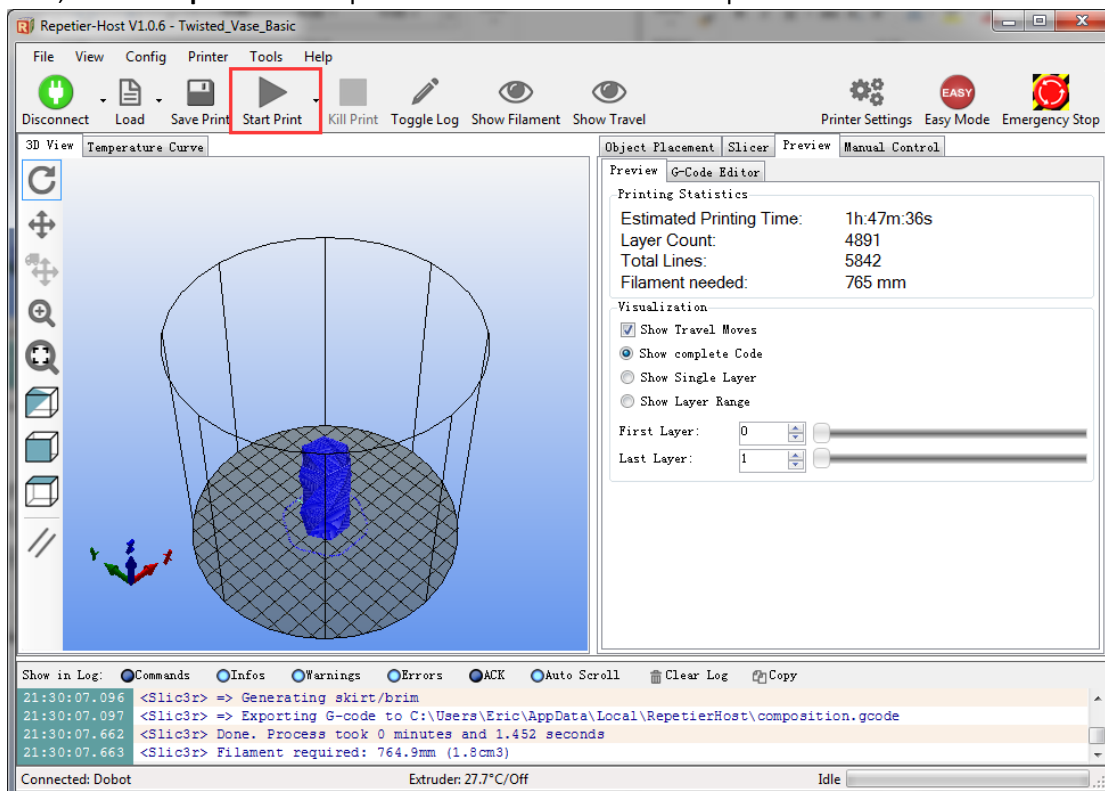 Repetier-Host V1.0.6 - Twisted_Vase_Basic
File View Config Printer Tools Help
Disconnect Load Save Print Start Print Kill Print Toggle Log Show Filament Show Travel Printer Settings EASY Easy Mode Emergency Stop
3D View Temperature Curve
Object Placement Slicer Preview Manual Control
Preview G-Code Editor
Printing Statistics
Estimated Printing Time: 1h:47m:36s
Layer Count: 4891
Total Lines: 5842
Filament needed: 765 mm
Visualization
Show Travel Moves
Show complete Code
Show Single Layer
Show Layer Range
First Layer: 0
Last Layer: 1
Show in Log: Commands Infos Warnings Errors ACK Auto Scroll Clear Log Copy
21:30:07.096 <Slic3r> => Generating skirt/brim
21:30:07.097 <Slic3r> => Exporting G-code to C:\Users\Eric\AppData\Local\RepetierHost\composition.gcode
21:30:07.662 <Slic3r> Done. Process took 0 minutes and 1.452 seconds
21:30:07.663 <Slic3r> Filament required: 764.9mm (1.8cm3)
Connected: Dobot Extruder: 27.7°C/Off Idle